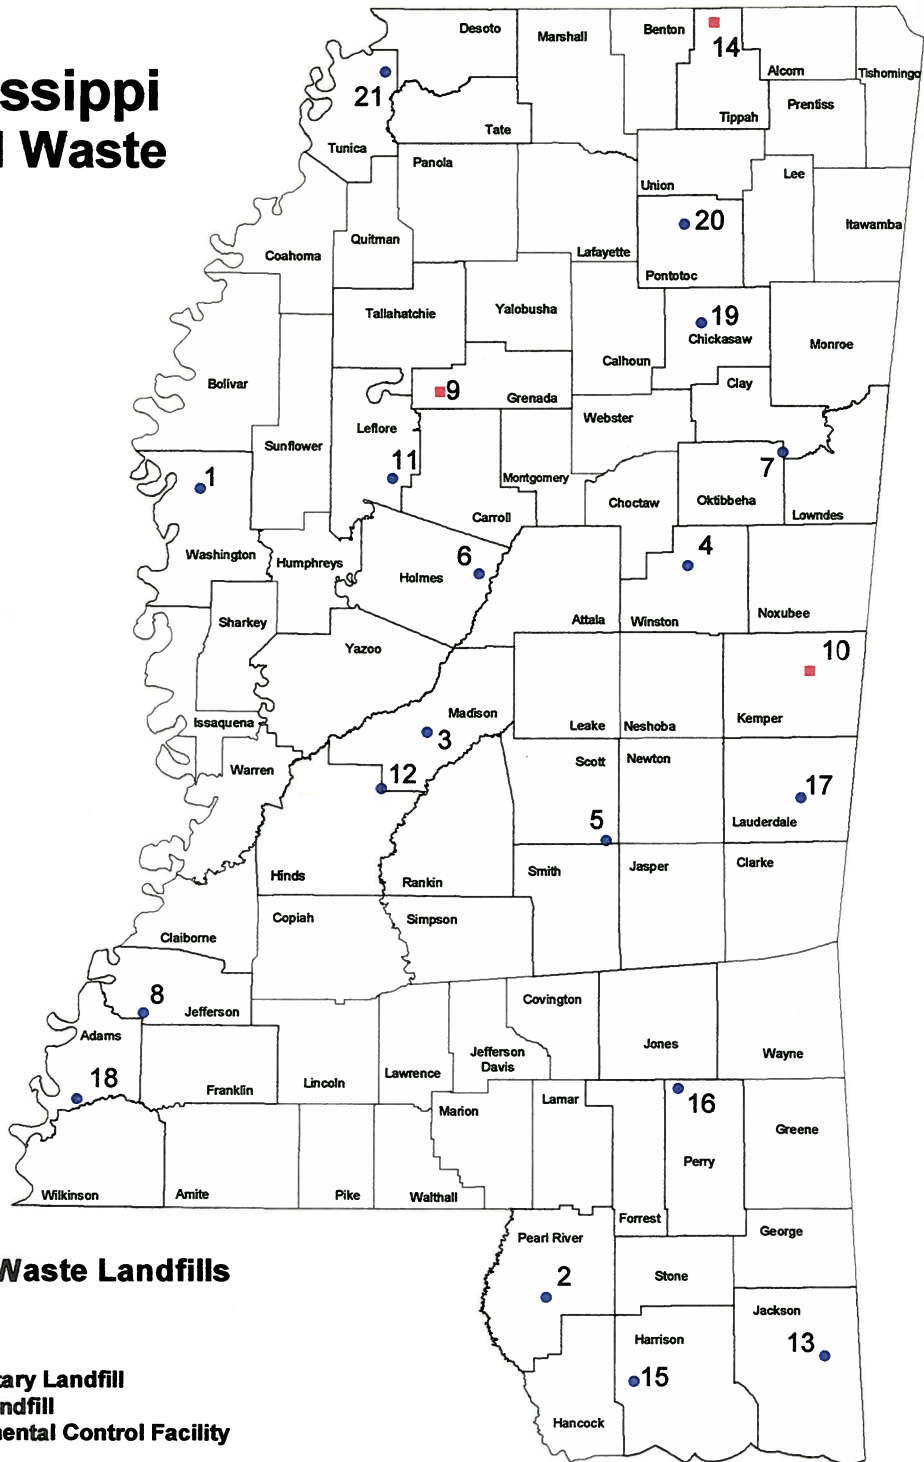 ssippi
Waste
Desoto
Marshall
Benton
14
Alcorn
Tishomingo
21
Tippah
Prentiss
Tate
Tunica
Panola
Lee
Union
20
Itawamba
Quitman
Lafayette
Coahoma
Pontotoc
Tallahatchie
Yalobusha
19
Chickasaw
Monroe
Calhoun
Bolivar
Clay
9
Grenada
Webster
Leflore
Sunflower
11
7
1
Montgomery
Choctaw
Oktibbeha
Carroll
Lowndes
4
Washington
6
Humphreys
Holmes
Noxubee
Sharkey
Attala
Winston
Yazoo
10
Madison
Issaquena
Leake
Neshoba
Kemper
3
Scott
Newton
Warren
12
17
5
Lauderdale
Smith
Jasper
Clarke
Hinds
Rankin
Copiah
Simpson
Claiborne
8
Covington
Jefferson
Adams
Jones
Jefferson
Davis
Wayne
18
Franklin
Lincoln
Lawrence
Lamar
16
Marion
Greene
Perry
Wilkinson
Amite
Pike
Walthall
Forrest
George
Pearl River
Waste Landfills
2
Stone
Jackson
Harrison
13
tary Landfill
15
ndfill
Hancock
ental Control Facility